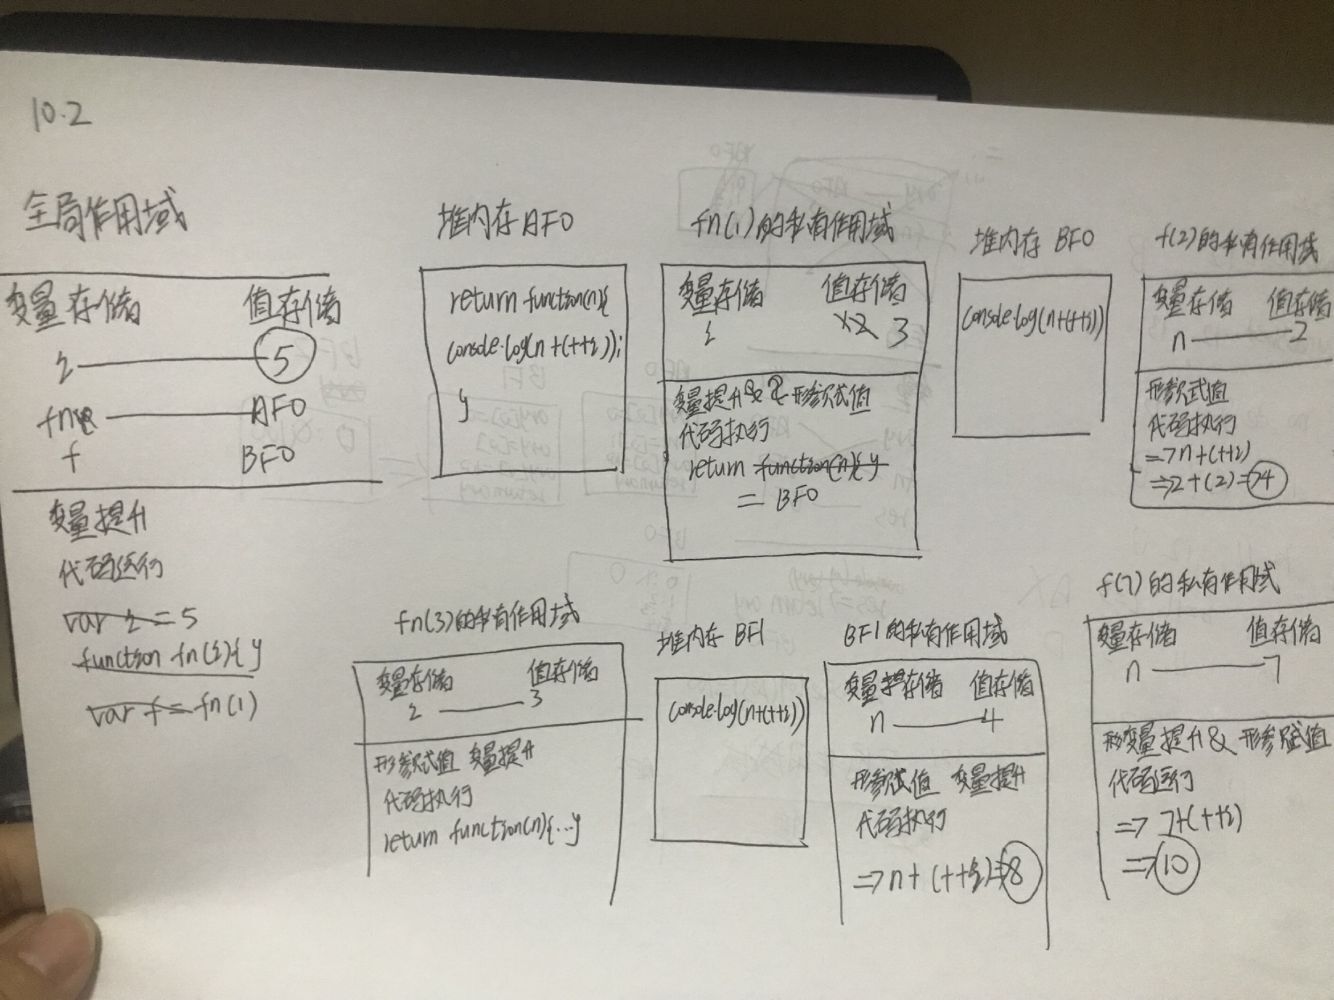 10.2
全局作用域
变量存储 值存储
i 5
fn AF0
f BF0
变量提升
代码运行
var i = 5
function fn(i){ }
var f = fn(1)
堆内存 AF0
return function(n){
console.log(n+(++i));
}
fn(1)的私有作用域
变量存储 值存储
i 1 2 3
变量提升 & 形参赋值
代码执行
return function(n){ }
= BF0
堆内存 BF0
console.log(n+(++i))
f(2)的私有作用域
变量存储 值存储
n 2
形参赋值
代码执行
=> n+(++i)
=> 2+(2)=>4
fn(3)的私有作用域
变量存储 值存储
i 3
形参赋值 变量提升
代码执行
return function(n){...}
堆内存 BF1
console.log(n+(++i))
BF1的私有作用域
变量存储 值存储
n 4
形参赋值 变量提升
代码执行
=> n+(++i)=>8
f(7)的私有作用域
变量存储 值存储
n 7
变量提升 & 形参赋值
代码运行
=> 7+(++i)
=> 10